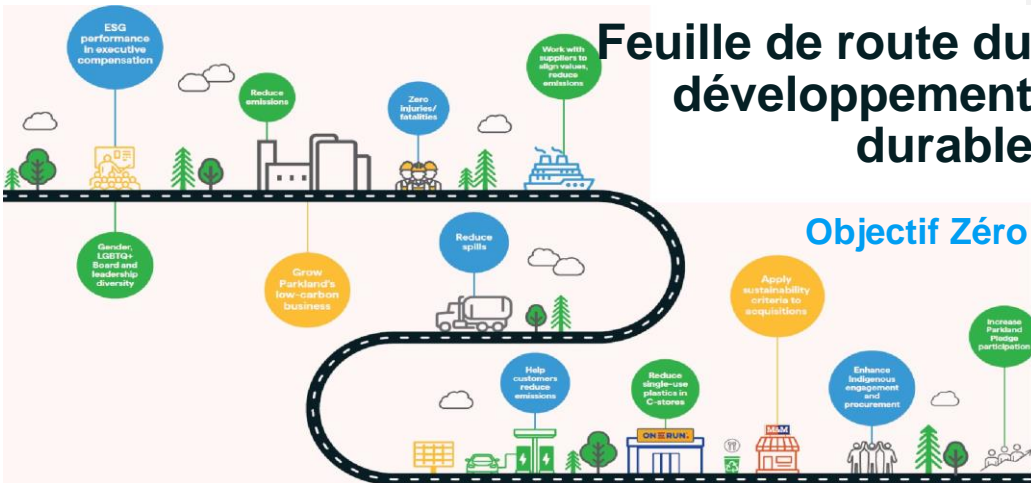 Feuille de route du
développement
durable
Objectif Zéro
ESG
performance
in executive
compensation
Reduce
emissions
Zero
injuries/
fatalities
Work with
suppliers to
align values,
reduce
emissions
Gender,
LGBTQ+
Board and
leadership
diversity
Grow
Parkland's
low-carbon
business
Reduce
spills
Apply
sustainability
criteria to
acquisitions
Increase
Parkland
Pledge
participation
Help
customers
reduce
emissions
Reduce
single-use
plastics in
C-stores
Enhance
Indigenous
engagement
and
procurement
ON THE RUN
M&M